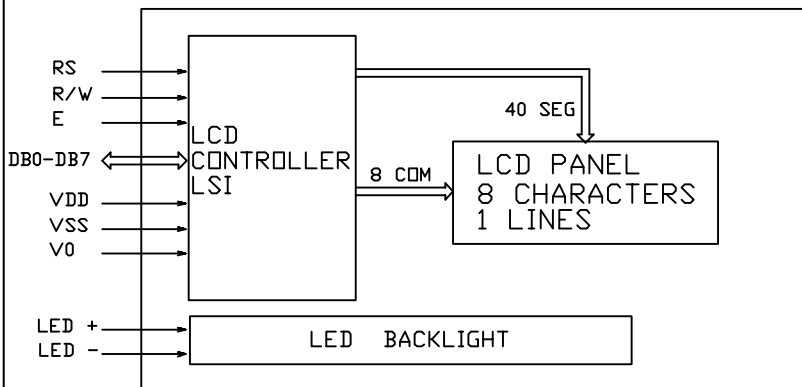 RS
R/W
E
DB0-DB7
VDD
VSS
V0
LED +
LED -
LCD
CONTROLLER
LSI
40 SEG
8 COM
LCD PANEL
8 CHARACTERS
1 LINES
LED BACKLIGHT